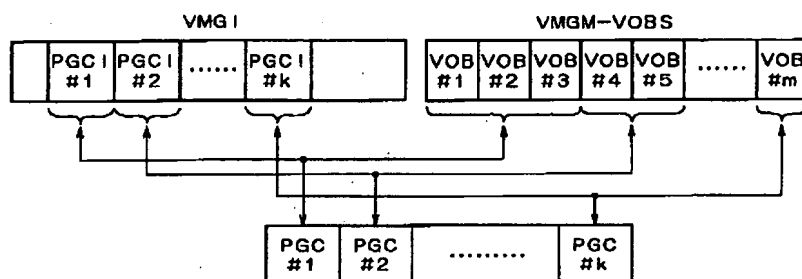 VMGI VMGM-VOBS
PGCI PGCI ...... PGCI VOB VOB VOB VOB VOB ...... VOB
#1 #2 #k #1 #2 #3 #4 #5 #m
PGC PGC ......... PGC
#1 #2 #k